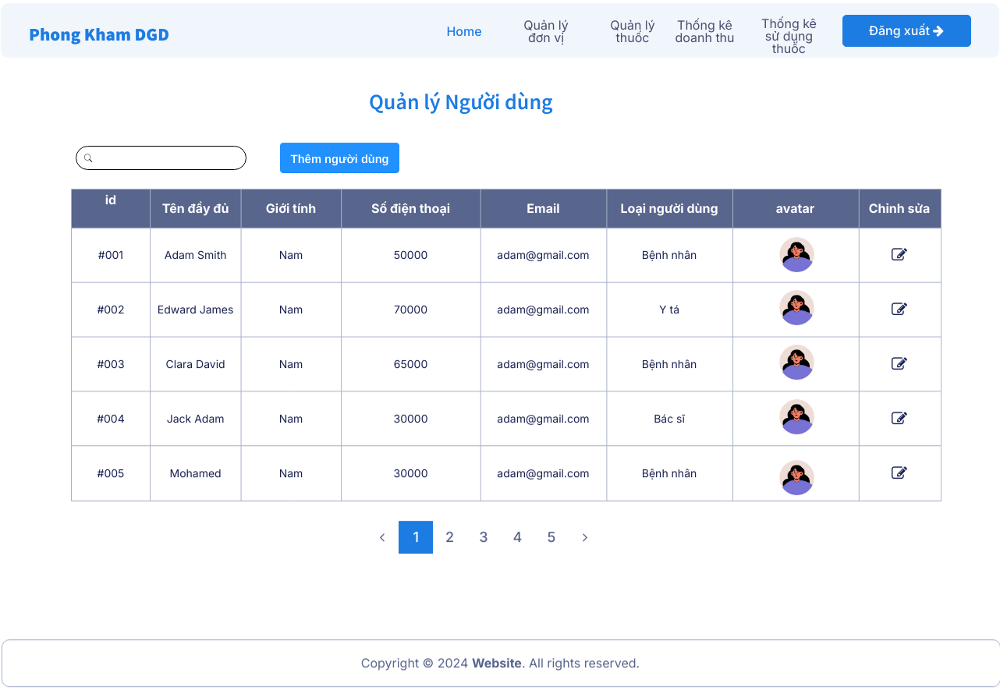 Phong Kham DGD
Home
Quản lý
đơn vị
Quản lý
thuốc
Thống kê
doanh thu
Thống kê
sử dụng
thuốc
Đăng xuất
Quản lý Người dùng
Thêm người dùng
id Tên đầy đủ Giới tính Số điện thoại Email Loại người dùng avatar Chỉnh sửa
#001 Adam Smith Nam 50000 adam@gmail.com Bệnh nhân
#002 Edward James Nam 70000 adam@gmail.com Y tá
#003 Clara David Nam 65000 adam@gmail.com Bệnh nhân
#004 Jack Adam Nam 30000 adam@gmail.com Bác sĩ
#005 Mohamed Nam 30000 adam@gmail.com Bệnh nhân
1 2 3 4 5
Copyright © 2024 Website. All rights reserved.